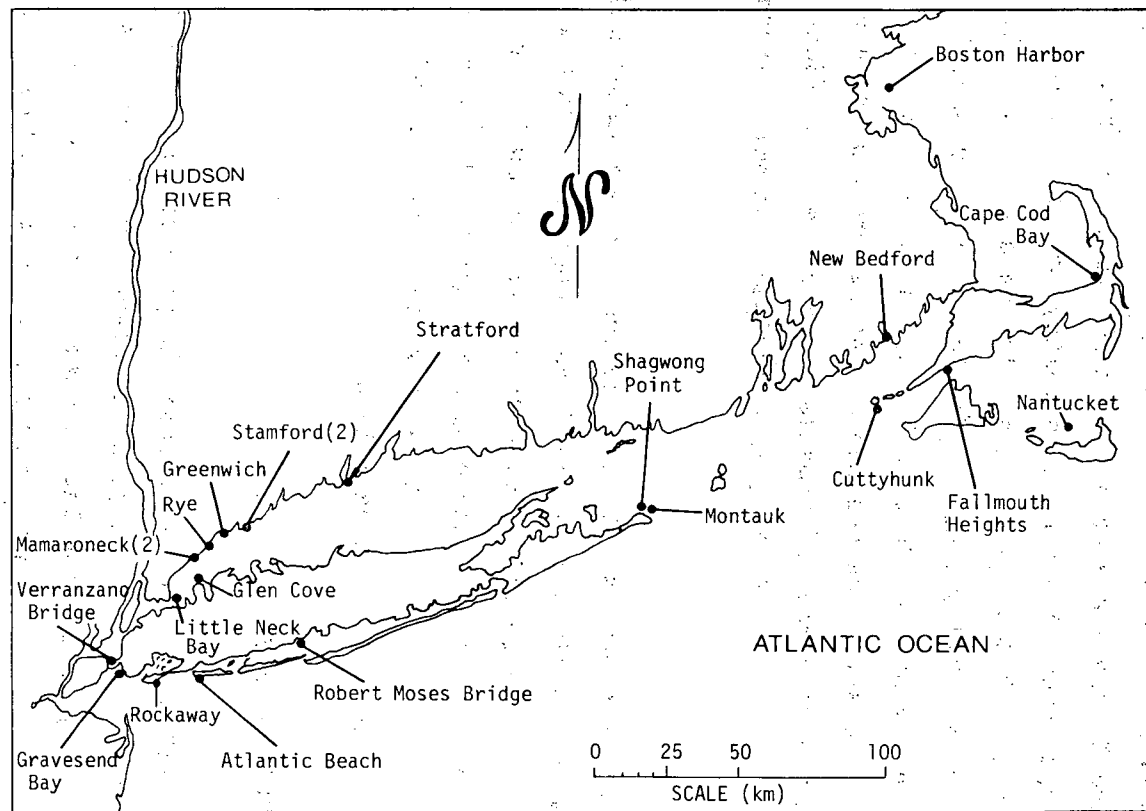 Boston Harbor
HUDSON
RIVER
N
Cape Cod
Bay
New Bedford
Stratford
Shagwong
Point
Nantucket
Stamford(2)
Greenwich
Rye
Cuttyhunk
Fallmouth
Heights
Montauk
Mamaroneck(2)
Glen Cove
Verranzano
Bridge
Little Neck
Bay
ATLANTIC OCEAN
Robert Moses Bridge
Rockaway
Gravesend
Bay
Atlantic Beach
0 25 50 100
SCALE (km)